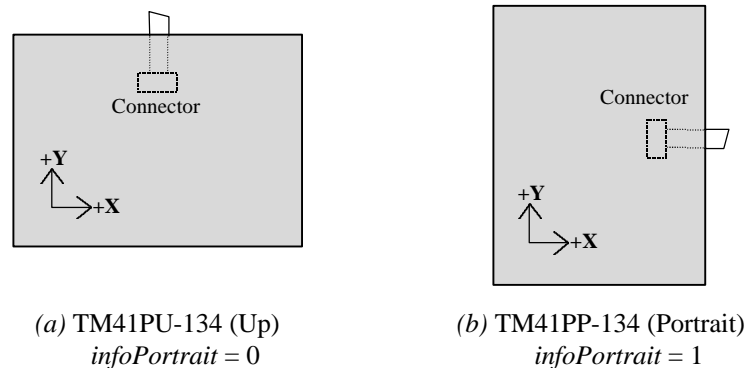 Connector
+Y
+X
(a) TM41PU-134 (Up)
infoPortrait = 0
Connector
+Y
+X
(b) TM41PP-134 (Portrait)
infoPortrait = 1